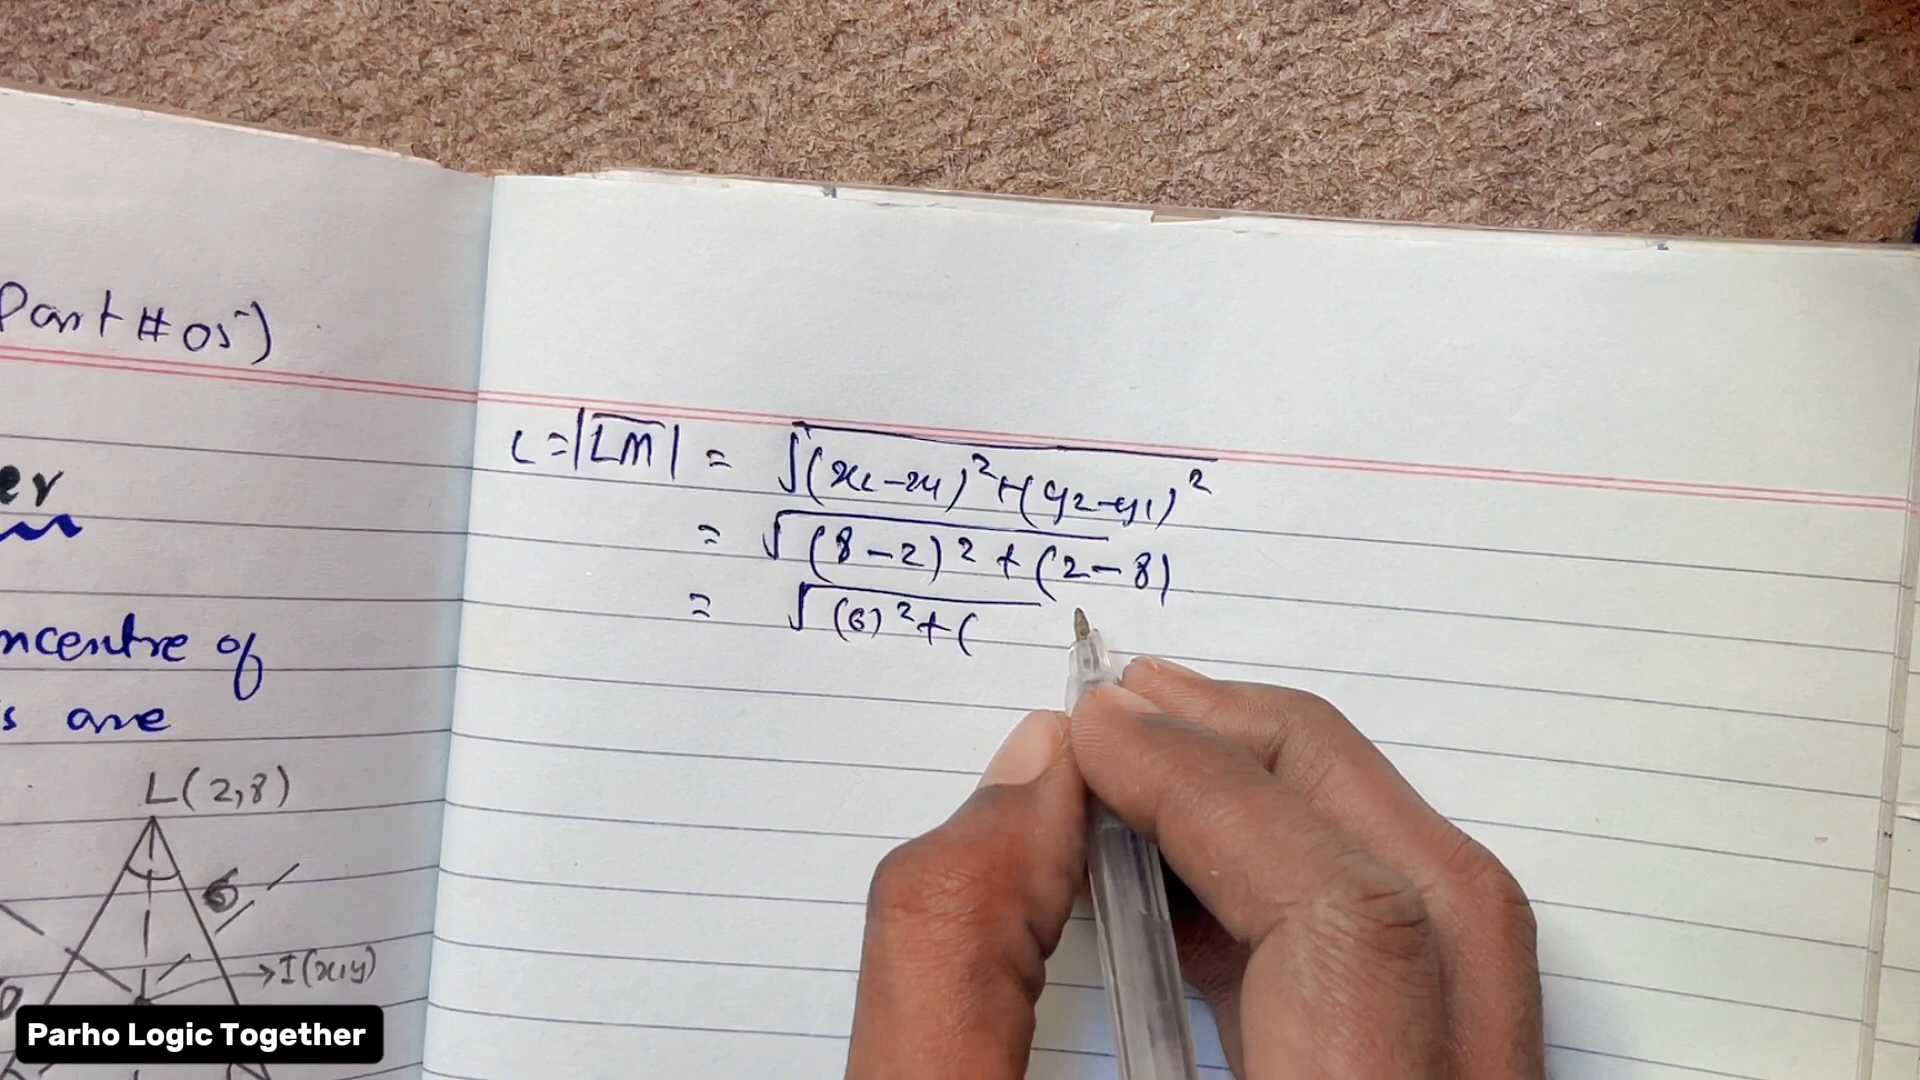 Part # 05)
er
ncentre of
s are
L(2,8)
6
I(x,y)
c = |LM| = √(x₂-x₁)²+(y₂-y₁)²
= √(8-2)²+(2-8)
= √(6)²+(
Parho Logic Together